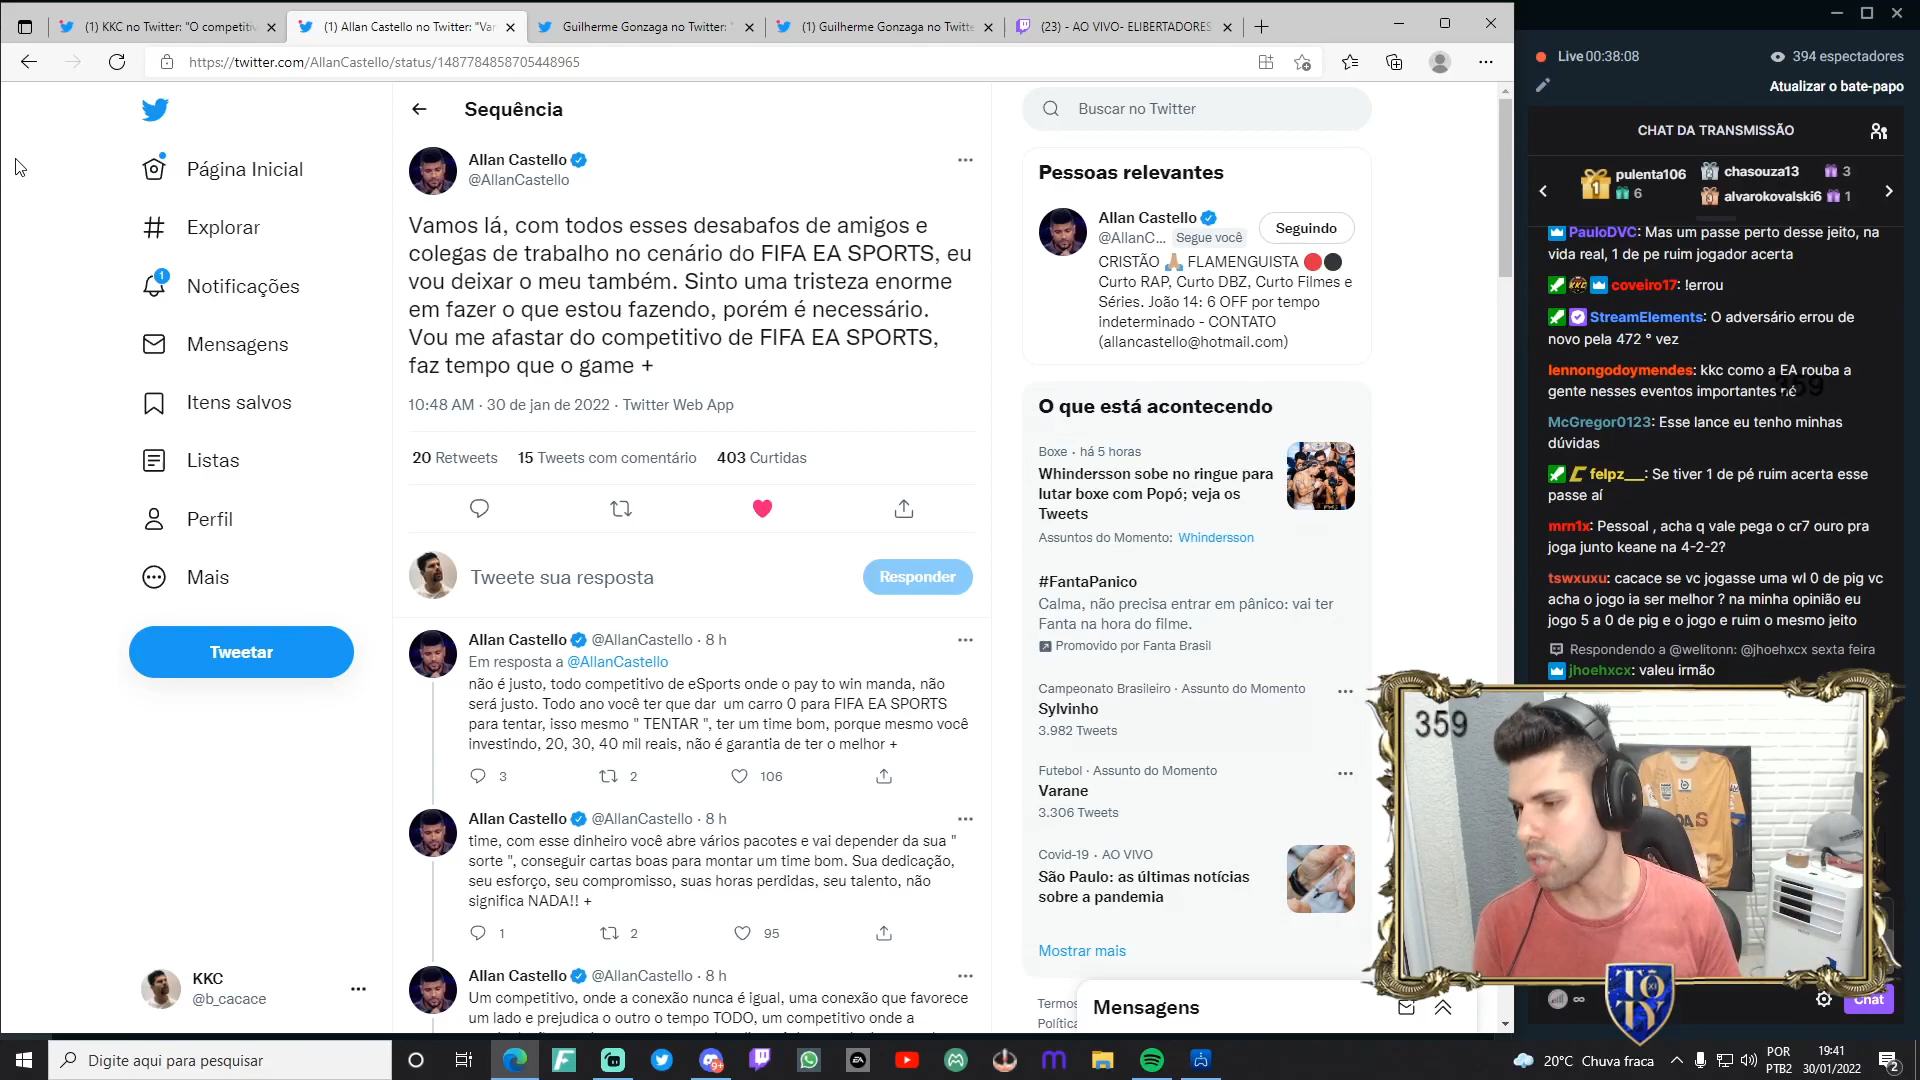 (1) KKC no Twitter: "O competitiv
(1) Allan Castello no Twitter: "Var
Guilherme Gonzaga no Twitter: "
(1) Guilherme Gonzaga no Twitte
(23) - AO VIVO- ELIBERTADORES
https://twitter.com/AllanCastello/status/1487784858705448965
Página Inicial
Explorar
1
Notificações
Mensagens
Itens salvos
Listas
Perfil
Mais
Tweetar
KKC
@b_cacace
Sequência
Allan Castello
@AllanCastello
Vamos lá, com todos esses desabafos de amigos e
colegas de trabalho no cenário do FIFA EA SPORTS, eu
vou deixar o meu também. Sinto uma tristeza enorme
em fazer o que estou fazendo, porém é necessário.
Vou me afastar do competitivo de FIFA EA SPORTS,
faz tempo que o game +
10:48 AM · 30 de jan de 2022 · Twitter Web App
20 Retweets 15 Tweets com comentário 403 Curtidas
Tweete sua resposta
Responder
Allan Castello @AllanCastello · 8 h
Em resposta a @AllanCastello
não é justo, todo competitivo de eSports onde o pay to win manda, não
será justo. Todo ano você ter que dar um carro 0 para FIFA EA SPORTS
para tentar, isso mesmo " TENTAR ", ter um time bom, porque mesmo você
investindo, 20, 30, 40 mil reais, não é garantia de ter o melhor +
3 2 106
Allan Castello @AllanCastello · 8 h
time, com esse dinheiro você abre vários pacotes e vai depender da sua "
sorte ", conseguir cartas boas para montar um time bom. Sua dedicação,
seu esforço, seu compromisso, suas horas perdidas, seu talento, não
significa NADA!! +
1 2 95
Allan Castello @AllanCastello · 8 h
Um competitivo, onde a conexão nunca é igual, uma conexão que favorece
um lado e prejudica o outro o tempo TODO, um competitivo onde a
Buscar no Twitter
Pessoas relevantes
Allan Castello
@AllanC... Segue você
Seguindo
CRISTÃO 🙏🏽 FLAMENGUISTA 🔴⚫
Curto RAP, Curto DBZ, Curto Filmes e
Séries. João 14: 6 OFF por tempo
indeterminado - CONTATO
(allancastello@hotmail.com)
O que está acontecendo
Boxe · há 5 horas
Whindersson sobe no ringue para
lutar boxe com Popó; veja os
Tweets
Assuntos do Momento: Whindersson
#FantaPanico
Calma, não precisa entrar em pânico: vai ter
Fanta na hora do filme.
Promovido por Fanta Brasil
Campeonato Brasileiro · Assunto do Momento
Sylvinho
3.982 Tweets
Futebol · Assunto do Momento
Varane
3.306 Tweets
Covid-19 · AO VIVO
São Paulo: as últimas notícias
sobre a pandemia
Mostrar mais
Termos
Política
Mensagens
Live 00:38:08
394 espectadores
Atualizar o bate-papo
CHAT DA TRANSMISSÃO
1
pulenta106
6
chasouza13 3
alvarokovalski6 1
PauloDVC: Mas um passe perto desse jeito, na
vida real, 1 de pe ruim jogador acerta
coveiro17: !errou
StreamElements: O adversário errou de
novo pela 472 º vez
lennongodoymendes: kkc como a EA rouba a
gente nesses eventos importantes né
359
McGregor0123: Esse lance eu tenho minhas
dúvidas
felpz___: Se tiver 1 de pé ruim acerta esse
passe aí
mrn1x: Pessoal , acha q vale pega o cr7 ouro pra
joga junto keane na 4-2-2?
tswxuxu: cacace se vc jogasse uma wl 0 de pig vc
acha o jogo ia ser melhor ? na minha opinião eu
jogo 5 a 0 de pig e o jogo e ruim o mesmo jeito
Respondendo a @welitonn: @jhoehxcx sexta feira
jhoehxcx: valeu irmão
359
TOTY
XI
Chat
Digite aqui para pesquisar
9+
EA
20°C Chuva fraca
POR
PTB2
19:41
30/01/2022
2